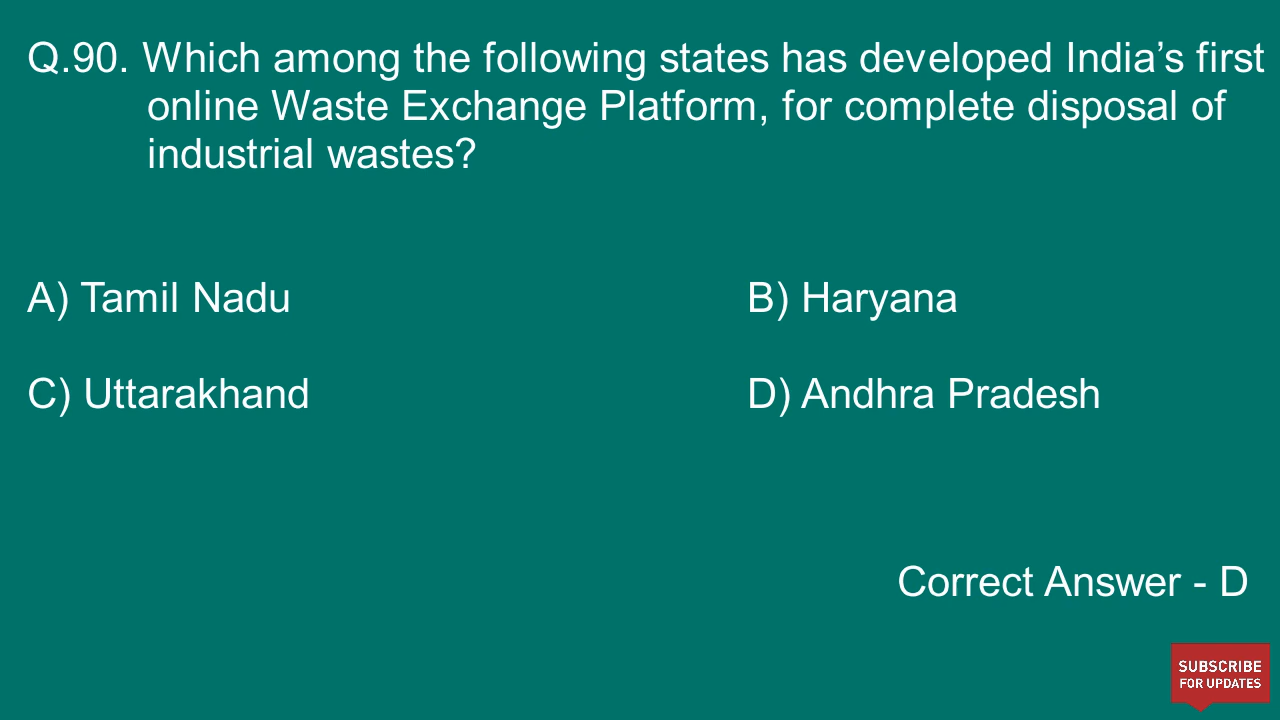 Q.90. Which among the following states has developed India’s first
online Waste Exchange Platform, for complete disposal of
industrial wastes?
A) Tamil Nadu
B) Haryana
C) Uttarakhand
D) Andhra Pradesh
Correct Answer - D
SUBSCRIBE
FOR UPDATES